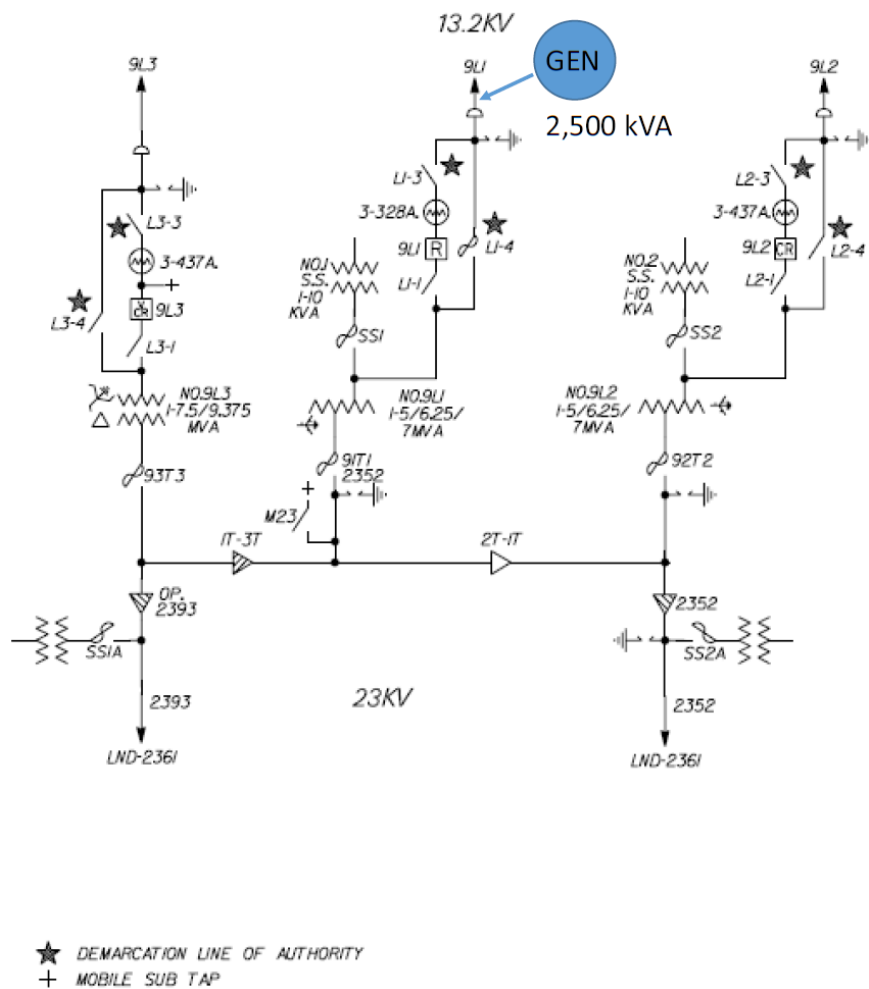 13.2KV
9L3
9L1
GEN
9L2
2,500 kVA
L1-3
L2-3
L3-3
3-328A.
3-437A.
3-437A.
9L1
R
L1-4
9L2
CR
L2-4
NO.1
S.S.
1-10
KVA
NO.2
S.S.
1-10
KVA
L1-1
L2-1
L3-4
V
CR
9L3
L3-1
SS1
SS2
NO.9L3
1-7.5/9.375
MVA
NO.9L1
1-5/6.25/
7MVA
NO.9L2
1-5/6.25/
7MVA
93T3
91T1
2352
92T2
M23
1T-3T
2T-1T
OP.
2393
2352
SS1A
SS2A
2393
23KV
2352
LND-2361
LND-2361
DEMARCATION LINE OF AUTHORITY
MOBILE SUB TAP